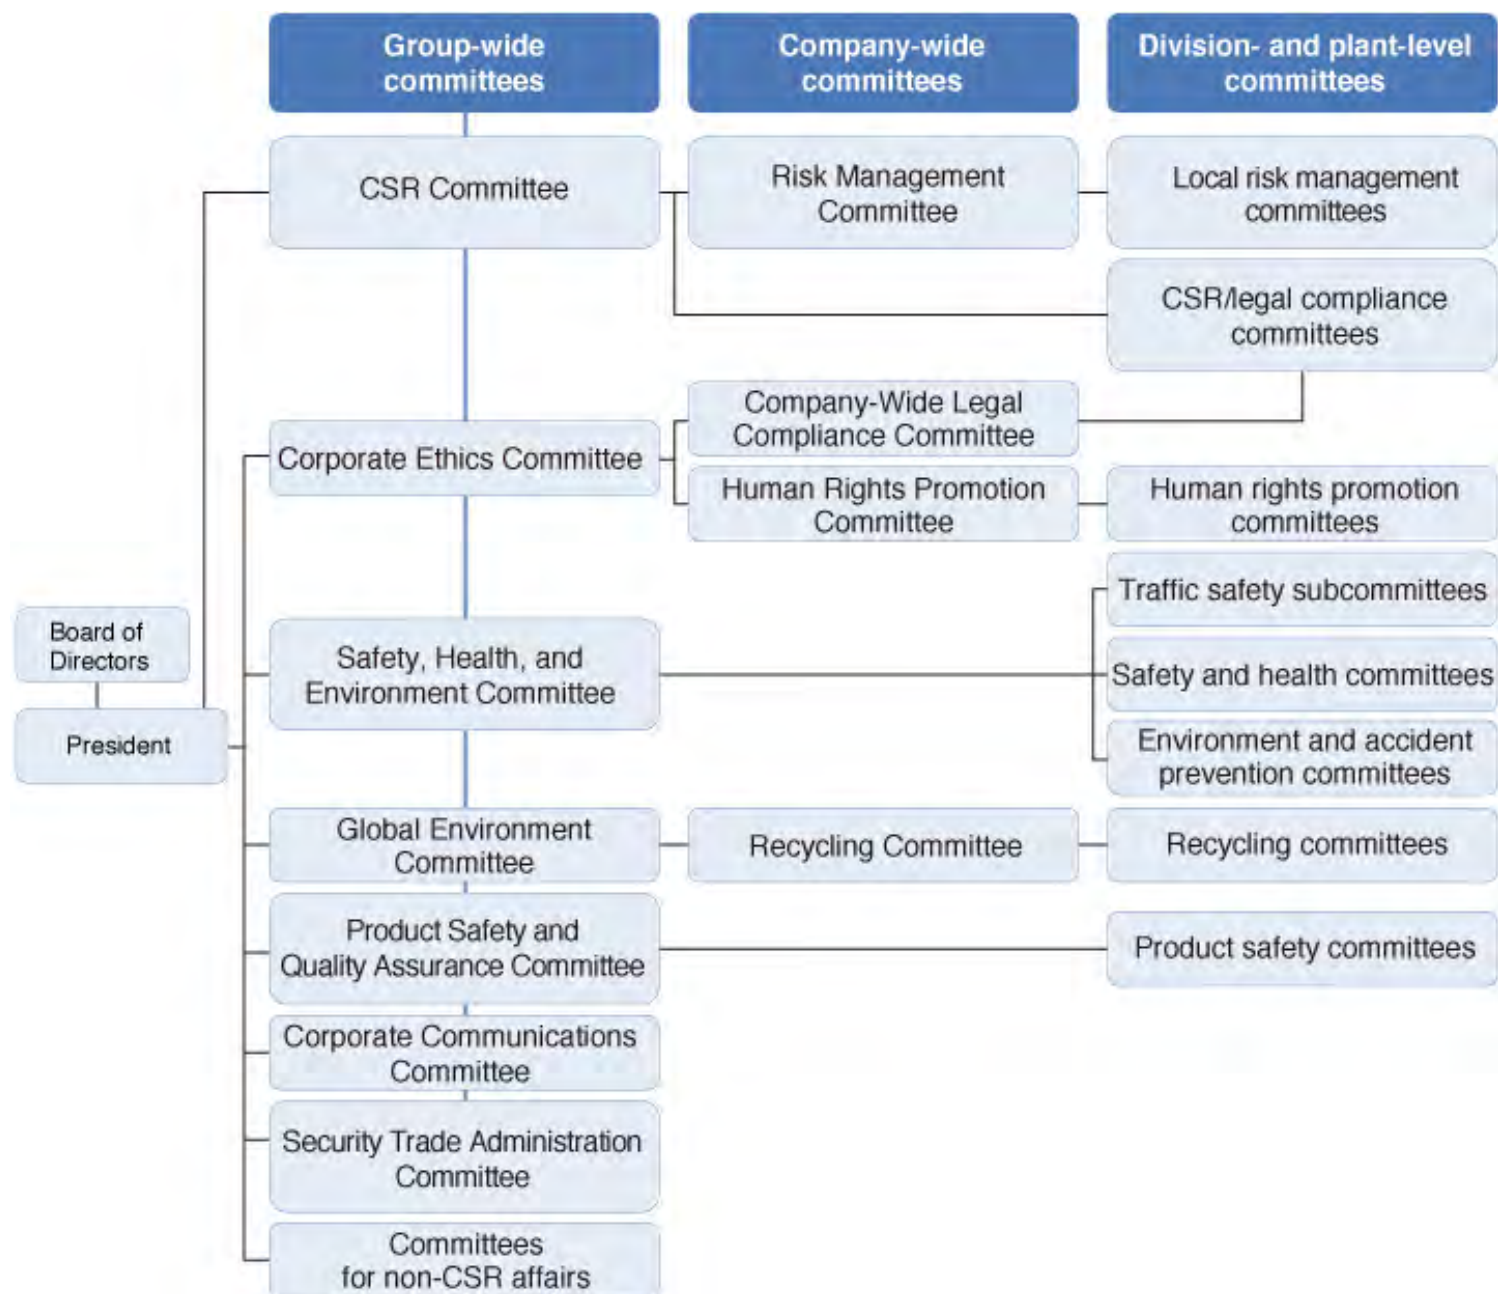 Group-wide
committees
Company-wide
committees
Division- and plant-level
committees
CSR Committee
Risk Management
Committee
Local risk management
committees
CSR/legal compliance
committees
Corporate Ethics Committee
Company-Wide Legal
Compliance Committee
Human Rights Promotion
Committee
Human rights promotion
committees
Traffic safety subcommittees
Board of
Directors
Safety, Health, and
Environment Committee
Safety and health committees
President
Environment and accident
prevention committees
Global Environment
Committee
Recycling Committee
Recycling committees
Product Safety and
Quality Assurance Committee
Product safety committees
Corporate Communications
Committee
Security Trade Administration
Committee
Committees
for non-CSR affairs